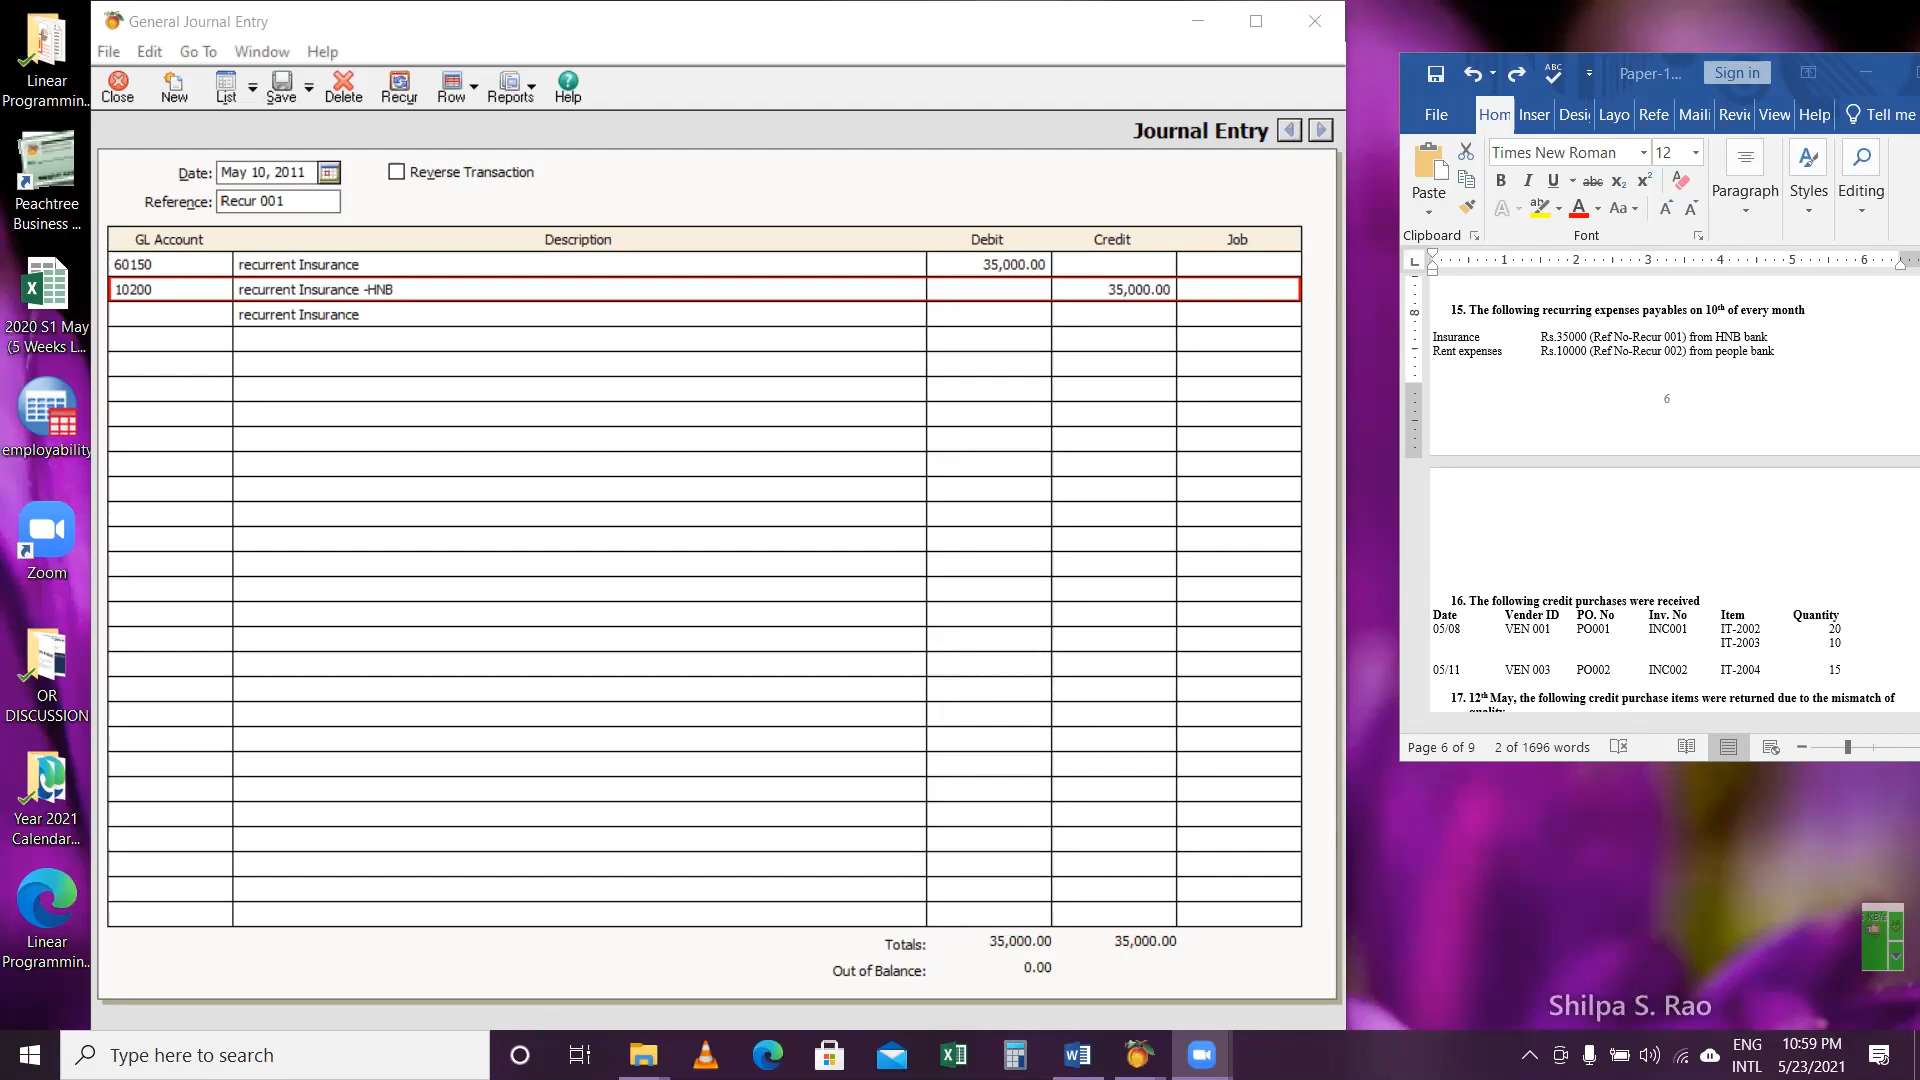 Linear
Programmin...
Peachtree
Business ...
2020 S1 May
(5 Weeks L...
employability
Zoom
OR
DISCUSSION
Year 2021
Calendar...
Linear
Programmin...
General Journal Entry
File Edit Go To Window Help
Close New List Save Delete Recur Row Reports Help
Journal Entry
Date: May 10, 2011 Reverse Transaction
Reference: Recur 001
GL Account Description Debit Credit Job
60150 recurrent Insurance 35,000.00
10200 recurrent Insurance -HNB 35,000.00
recurrent Insurance
Totals: 35,000.00 35,000.00
Out of Balance: 0.00
Paper-1... Sign in
File Hom Inser Desi Layo Refe Maili Revie View Help Tell me
Times New Roman 12
Paste Paragraph Styles Editing
Clipboard Font
1 2 3 4 5 6
8
15. The following recurring expenses payables on 10th of every month
Insurance Rs.35000 (Ref No-Recur 001) from HNB bank
Rent expenses Rs.10000 (Ref No-Recur 002) from people bank
6
16. The following credit purchases were received
Date Vender ID PO. No Inv. No Item Quantity
05/08 VEN 001 PO001 INC001 IT-2002 20
IT-2003 10
05/11 VEN 003 PO002 INC002 IT-2004 15
17. 12th May, the following credit purchase items were returned due to the mismatch of
quality
Page 6 of 9 2 of 1696 words
Shilpa S. Rao
Type here to search
ENG 10:59 PM
INTL 5/23/2021